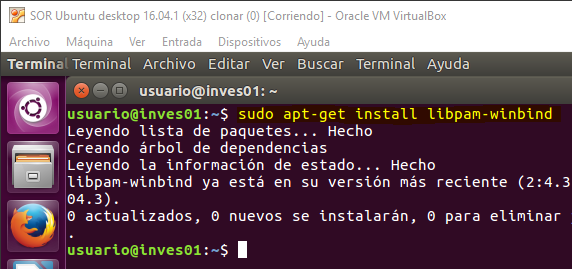 SOR Ubuntu desktop 16.04.1 (x32) clonar (0) [Corriendo] - Oracle VM VirtualBox
Archivo Máquina Ver Entrada Dispositivos Ayuda
Terminal Terminal Archivo Editar Ver Buscar Terminal Ayuda
usuario@inves01: ~
usuario@inves01:~$ sudo apt-get install libpam-winbind
Leyendo lista de paquetes... Hecho
Creando árbol de dependencias
Leyendo la información de estado... Hecho
libpam-winbind ya está en su versión más reciente (2:4.3
04.3).
0 actualizados, 0 nuevos se instalarán, 0 para eliminar
.
usuario@inves01:~$